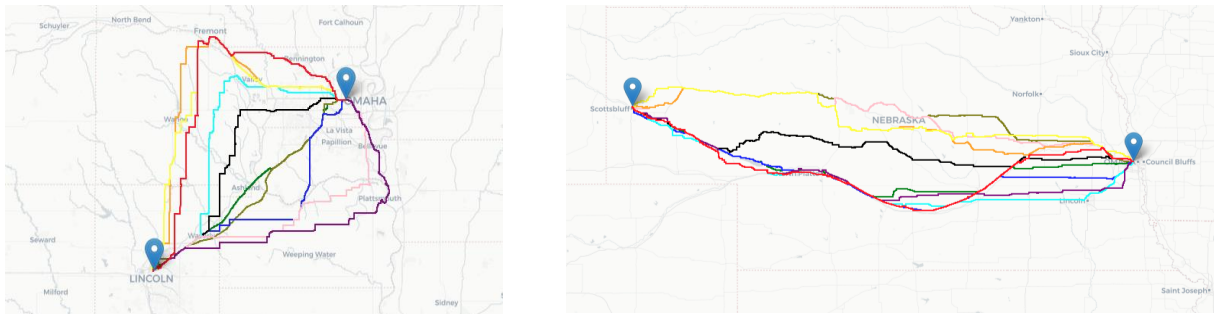 North Bend
Fort Calhoun
Schuyler
Fremont
Bennington
Valley
OMAHA
La Vista
Papillion
Bellevue
Ashland
Plattsmouth
Seward
Weeping Water
LINCOLN
Milford
Sidney
Yankton
Sioux City
Norfolk
Scottsbluff
NEBRASKA
Council Bluffs
Lincoln
Saint Joseph